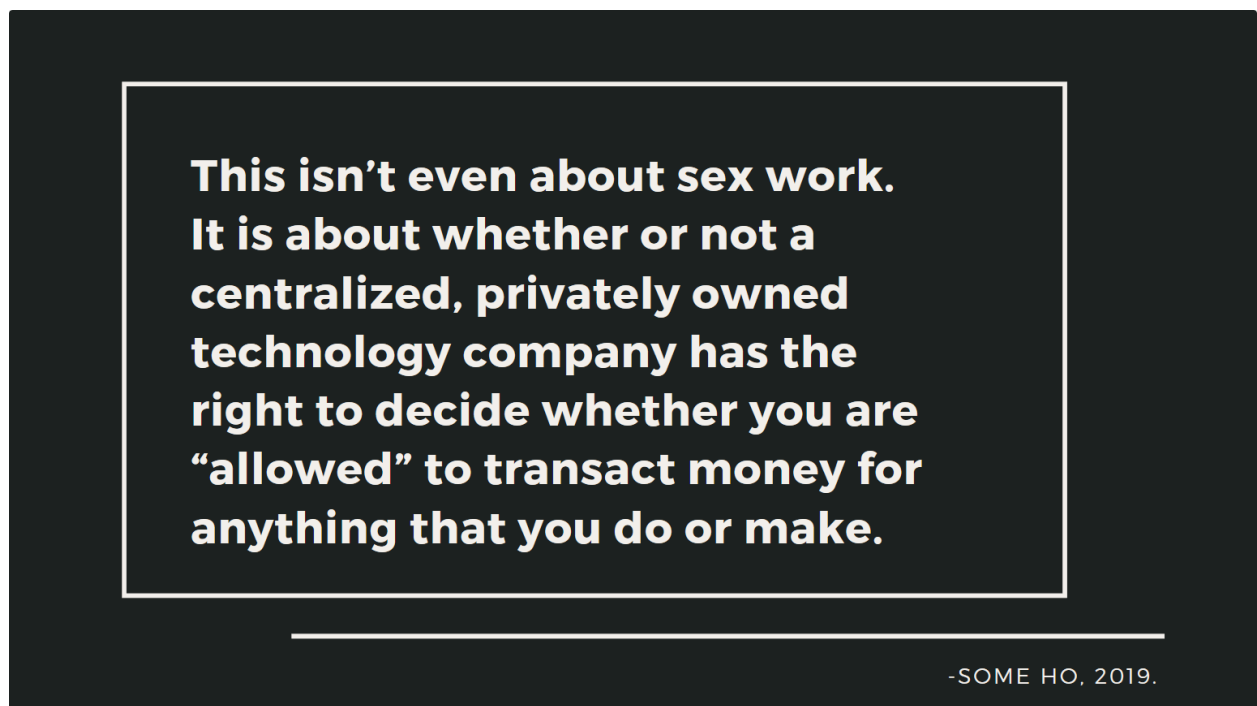 This isn’t even about sex work.
It is about whether or not a
centralized, privately owned
technology company has the
right to decide whether you are
“allowed” to transact money for
anything that you do or make.
-SOME HO, 2019.